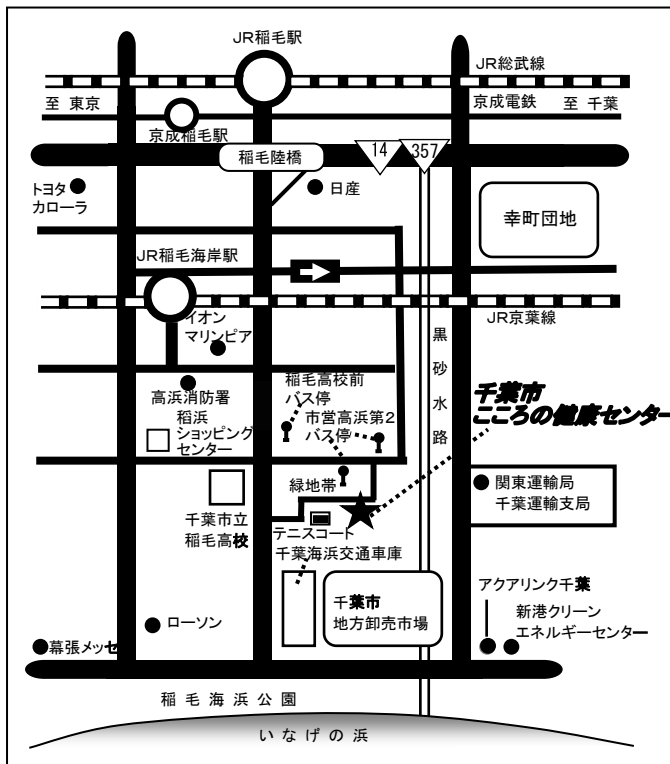 JR稲毛駅
JR総武線
至 東京
京成電鉄
至 千葉
京成稲毛駅
稲毛陸橋
14
357
トヨタ
カローラ
日産
幸町団地
JR稲毛海岸駅
JR京葉線
イオン
マリンピア
黒砂水路
稲毛高校前
バス停
高浜消防署
千葉市
こころの健康センター
稲浜
ショッピング
センター
市営高浜第2
バス停
緑地帯
関東運輸局
千葉運輸支局
千葉市立
稲毛高校
テニスコート
千葉海浜交通車庫
アクアリンク千葉
千葉市
地方卸売市場
新港クリーン
エネルギーセンター
ローソン
幕張メッセ
稲毛海浜公園
いなげの浜